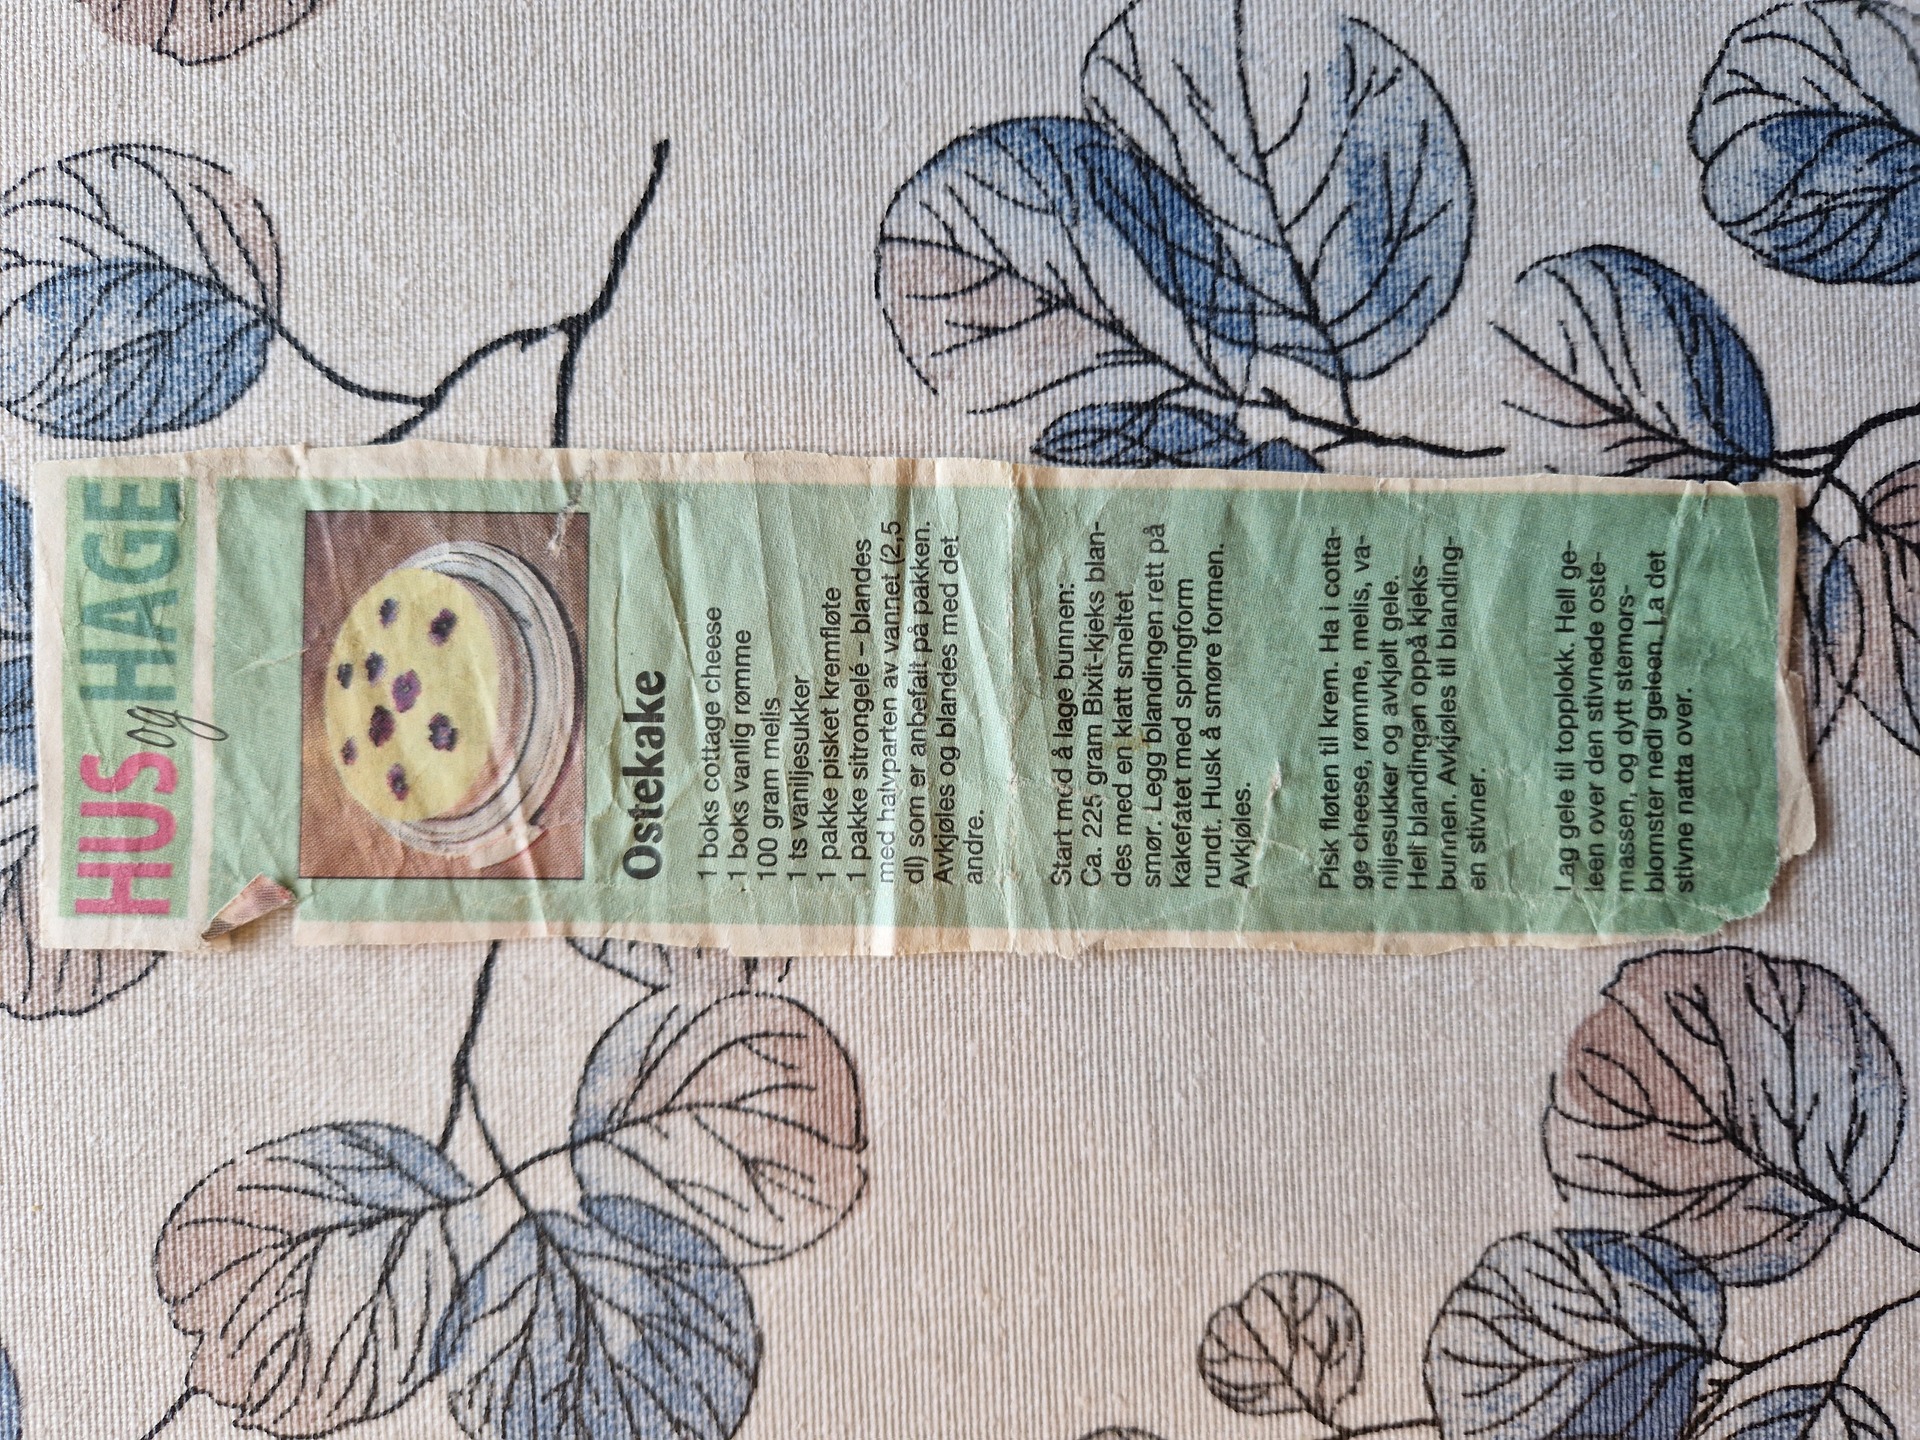 HUS og HAGE
Ostekake
1 boks cottage cheese
1 boks vanlig rømme
100 gram melis
1 ts vaniljesukker
1 pakke pisket kremfløte
1 pakke sitrongelé – blandes
med halvparten av vannet (2,5
dl) som er anbefalt på pakken.
Avkjøles og blandes med det
andre.
Start med å lage bunnen:
Ca. 225 gram Bixit-kjeks blan-
des med en klatt smeltet
smør. Legg blandingen rett på
kakefatet med springform
rundt. Husk å smøre formen.
Avkjøles.
Pisk fløten til krem. Ha i cotta-
ge cheese, rømme, melis, va-
niljesukker og avkjølt gele.
Hell blandingen oppå kjeks-
bunnen. Avkjøles til blanding-
en stivner.
Lag gele til topplokk. Hell ge-
leen over den stivnede oste-
massen, og dytt stemors-
blomster nedi geleen. La det
stivne natta over.